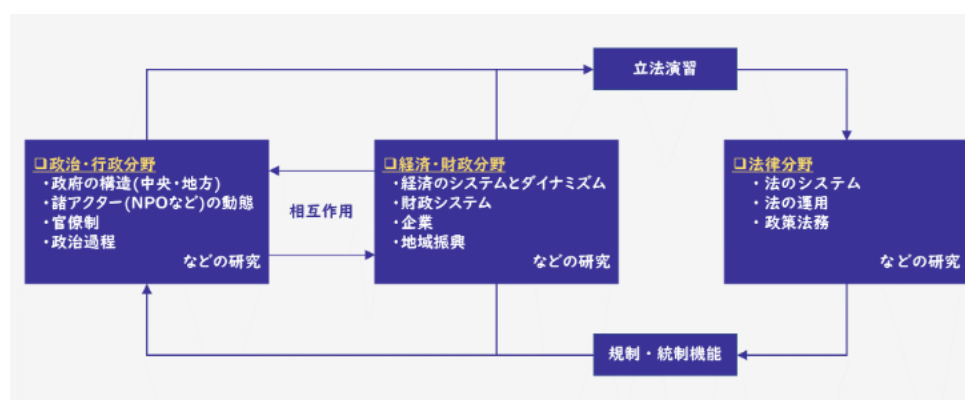 立法演習
❑政治・行政分野
・政府の構造(中央・地方)
・諸アクター(NPOなど)の動態
・官僚制
・政治過程
などの研究
相互作用
❑経済・財政分野
・経済のシステムとダイナミズム
・財政システム
・企業
・地域振興
などの研究
❑法律分野
・法のシステム
・法の運用
・政策法務
などの研究
規制・統制機能